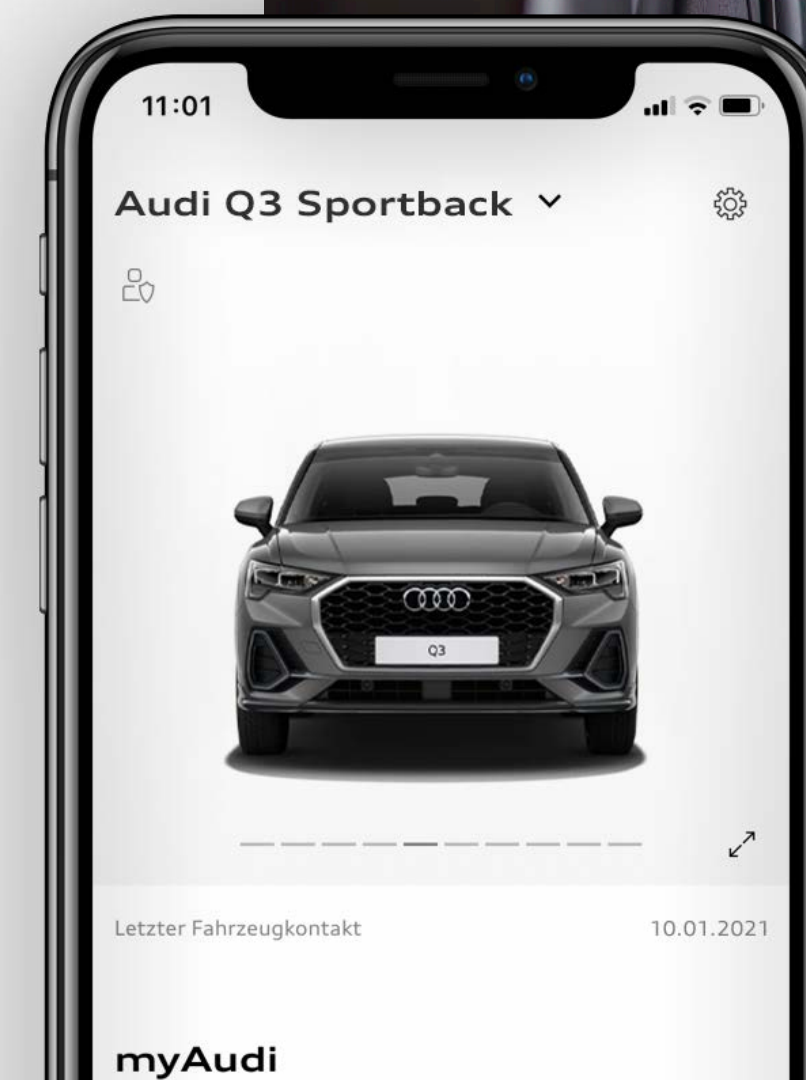 11:01
Audi Q3 Sportback
Q3
Letzter Fahrzeugkontakt 10.01.2021
myAudi